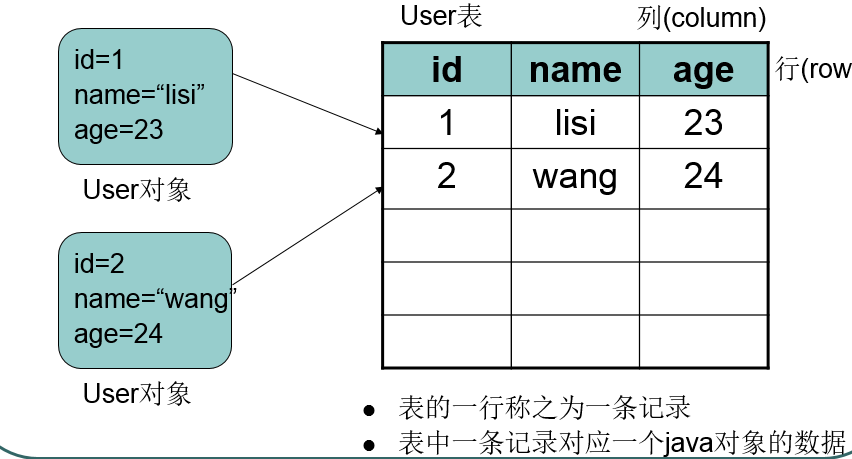 User表
列(column)
id=1
name=“lisi”
age=23
User对象
id=2
name=“wang”
age=24
User对象
id name age
行(row
1 lisi 23
2 wang 24
表的一行称之为一条记录
表中一条记录对应一个java对象的数据